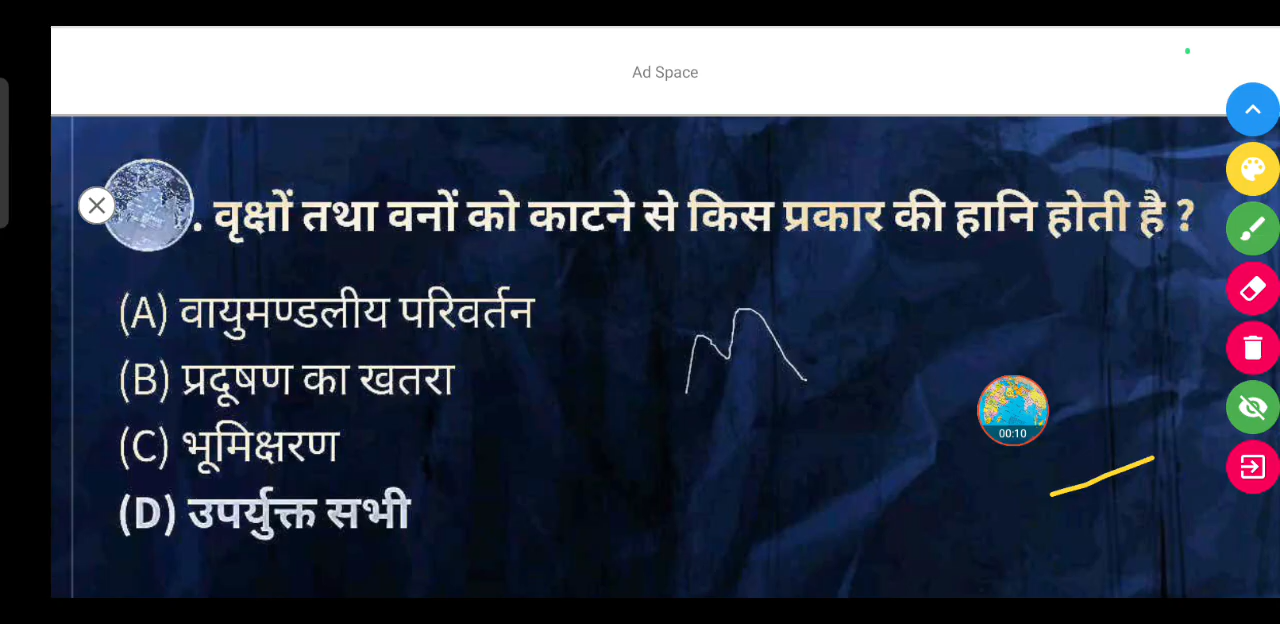 Ad Space
. वृक्षों तथा वनों को काटने से किस प्रकार की हानि होती है ?
(A) वायुमण्डलीय परिवर्तन
(B) प्रदूषण का खतरा
(C) भूमिक्षरण
00:10
(D) उपर्युक्त सभी